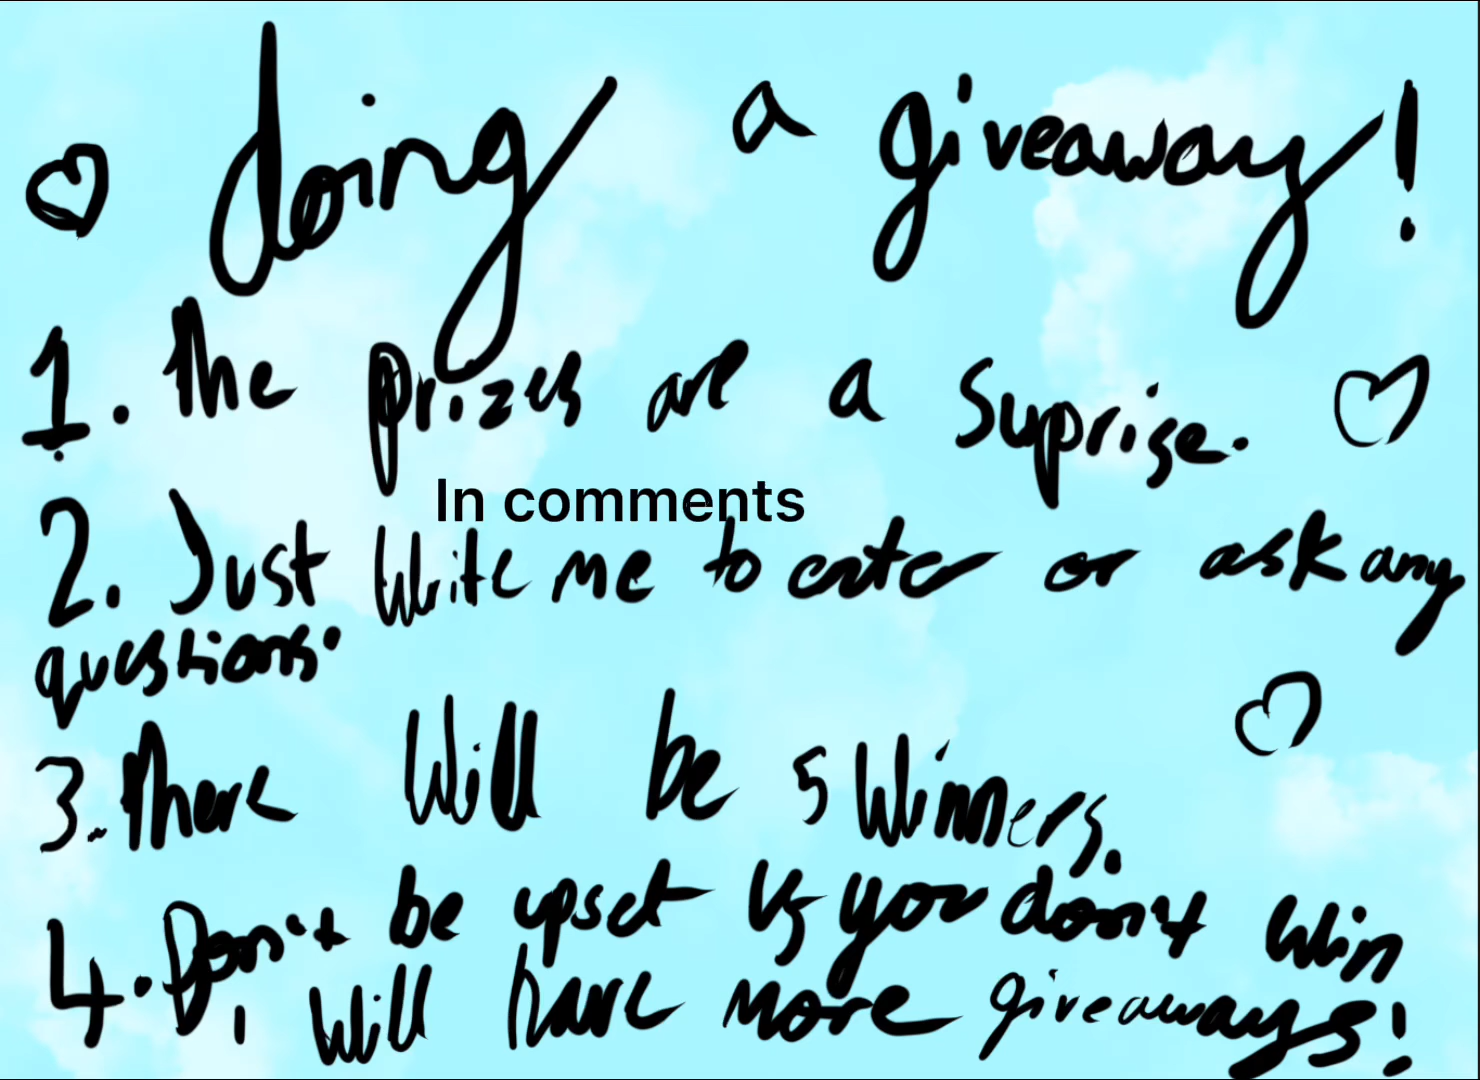 doing a giveaway!
1. The prizes are a Suprise.
In comments
2. Just Write me to enter or ask any
questions.
3. There Will be 5 Winners.
4. Don't be upset if you don't win
I Will have more giveaways!